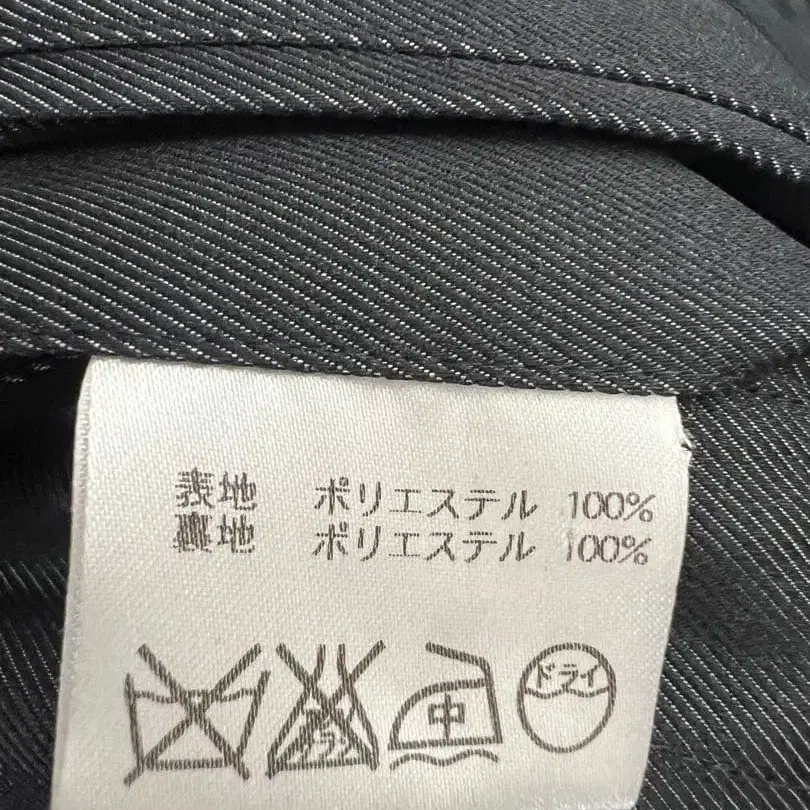 表地 ポリエステル 100%
裏地 ポリエステル 100%
中 ドライ